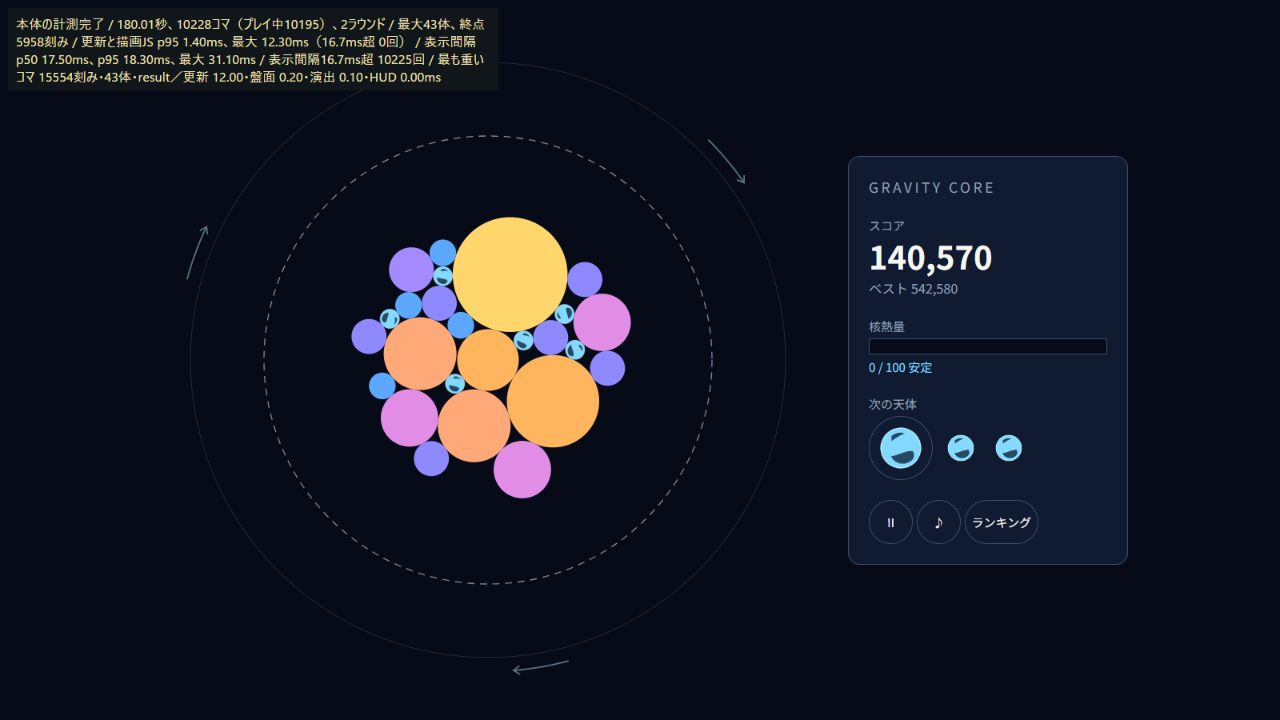 本体の計測完了 / 180.01秒、10228コマ（プレイ中10195）、2ラウンド / 最大43体、終点
5958刻み / 更新と描画JS p95 1.40ms、最大 12.30ms（16.7ms超 0回） / 表示間隔
p50 17.50ms、p95 18.30ms、最大 31.10ms / 表示間隔16.7ms超 10225回 / 最も重い
コマ 15554刻み・43体・result／更新 12.00・盤面 0.20・演出 0.10・HUD 0.00ms
GRAVITY CORE
スコア
140,570
ベスト 542,580
核熱量
0 / 100 安定
次の天体
ランキング